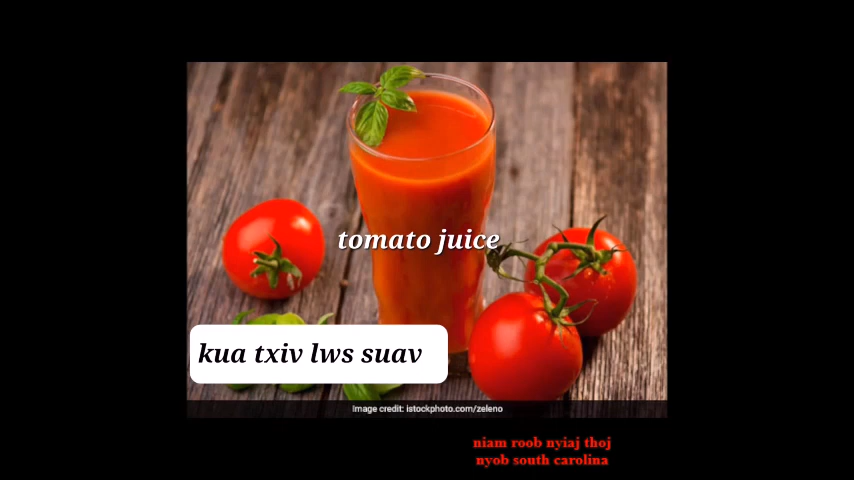 tomato juice
kua txiv lws suav
Image credit: istockphoto.com/zeleno
niam roob nyiaj thoj
nyob south carolina